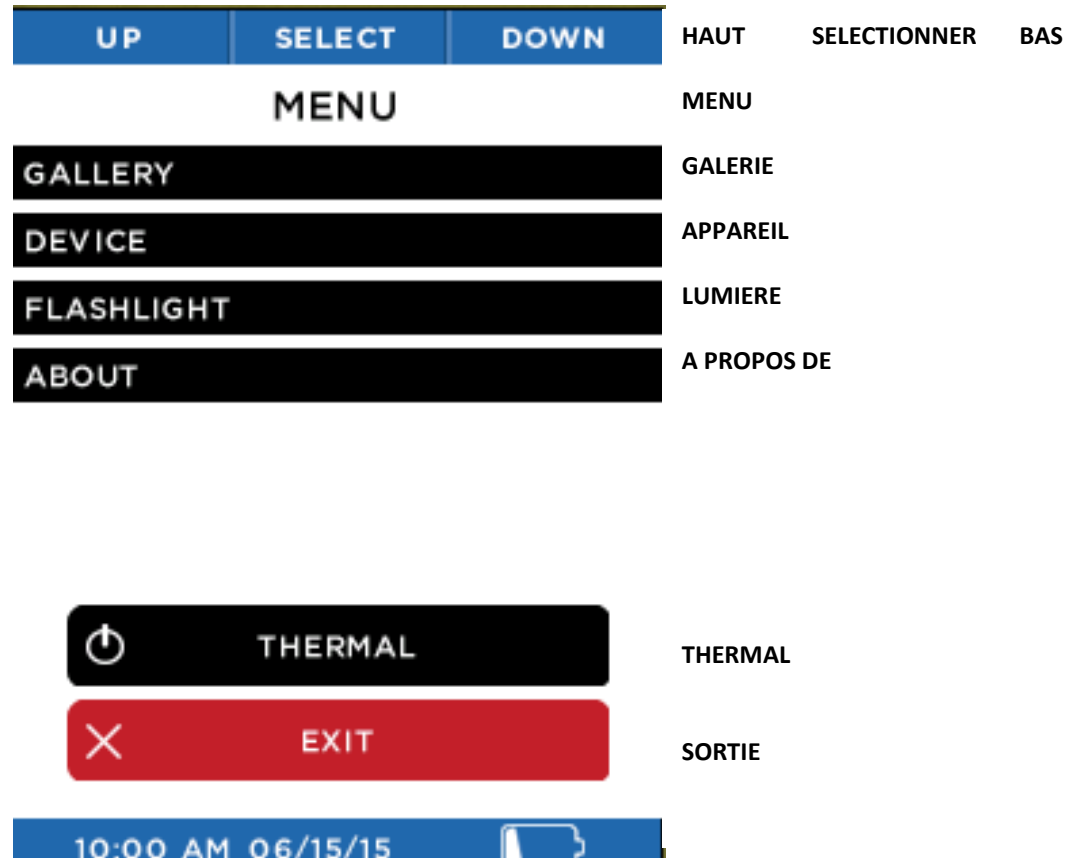 UP SELECT DOWN HAUT SELECTIONNER BAS
MENU MENU
GALLERY GALERIE
DEVICE APPAREIL
FLASHLIGHT LUMIERE
ABOUT A PROPOS DE
THERMAL THERMAL
EXIT SORTIE
10:00 AM 06/15/15